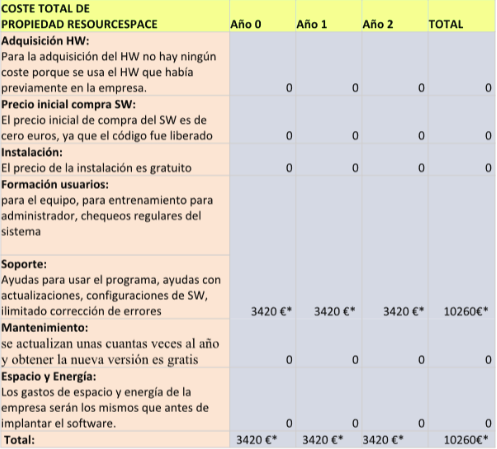 COSTE TOTAL DE
PROPIEDAD RESOURCESPACE Año 0 Año 1 Año 2 TOTAL
Adquisición HW:
Para la adquisición del HW no hay ningún
coste porque se usa el HW que había
previamente en la empresa. 0 0 0 0
Precio inicial compra SW:
El precio inicial de compra del SW es de
cero euros, ya que el código fue liberado 0 0 0 0
Instalación:
El precio de la instalación es gratuito 0 0 0 0
Formación usuarios:
para el equipo, para entrenamiento para
administrador, chequeos regulares del
sistema
Soporte:
Ayudas para usar el programa, ayudas con
actualizaciones, configuraciones de SW,
ilimitado corrección de errores 3420 €* 3420 €* 3420 €* 10260€*
Mantenimiento:
se actualizan unas cuantas veces al año
y obtener la nueva versión es gratis 0 0 0 0
Espacio y Energía:
Los gastos de espacio y energía de la
empresa serán los mismos que antes de
implantar el software. 0 0 0 0
Total: 3420 €* 3420 €* 3420 €* 10260€*